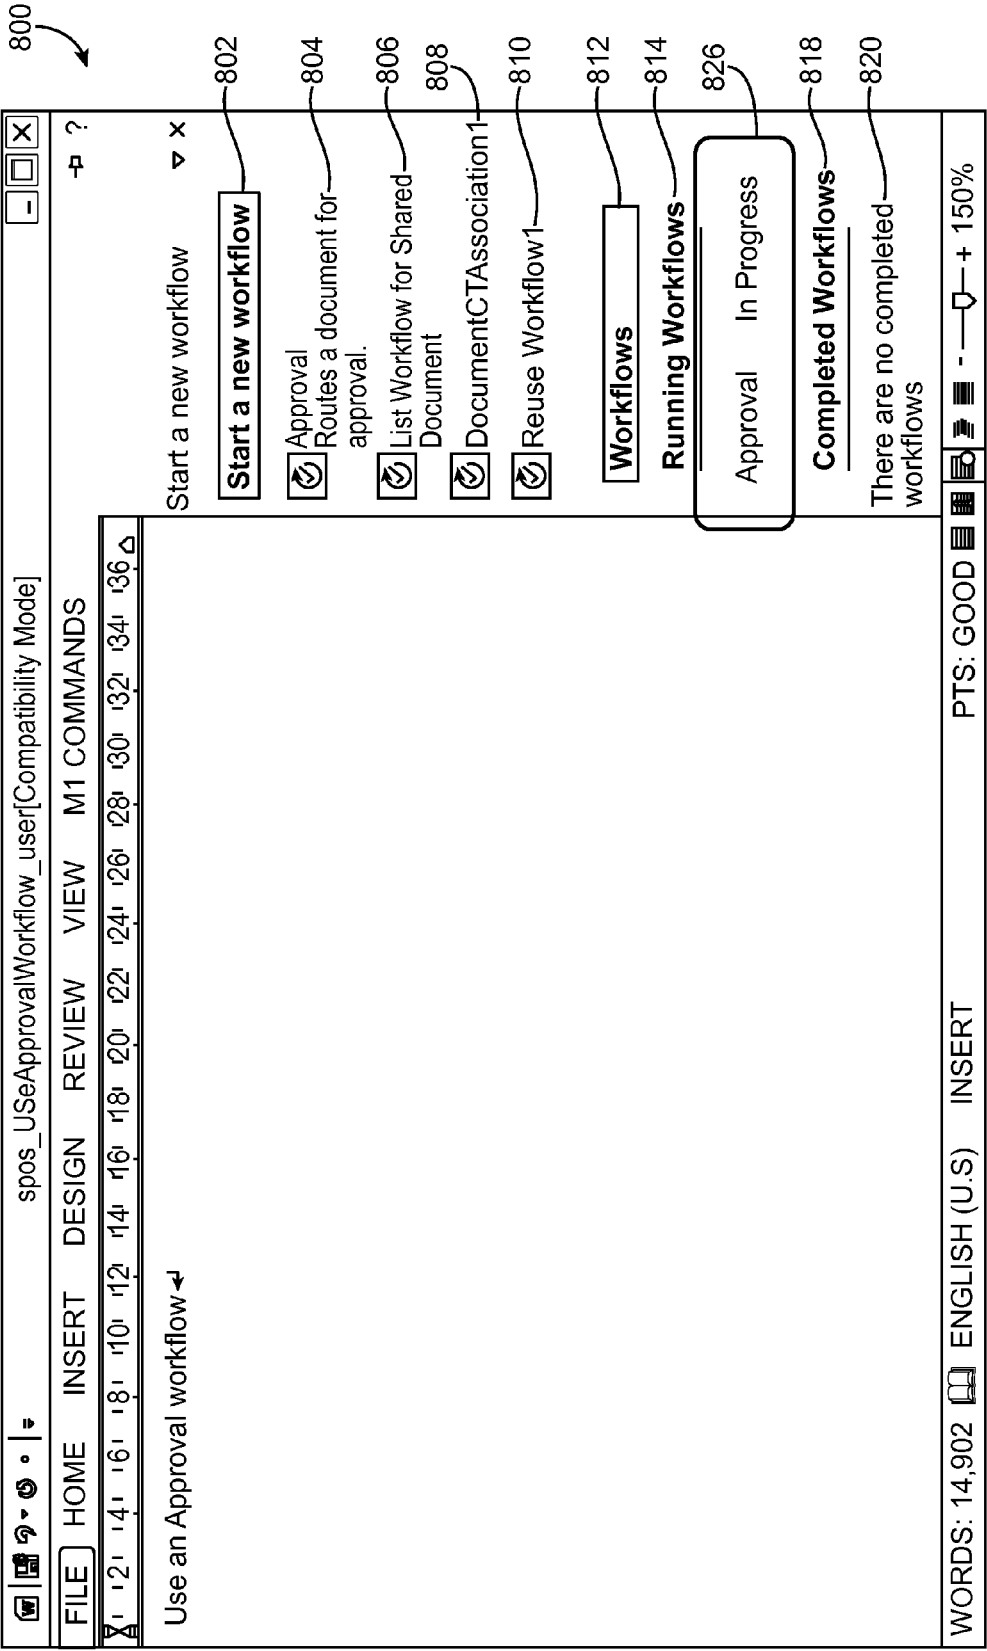 800
spos_USeApprovalWorkflow_user[Compatibility Mode]
FILE HOME INSERT DESIGN REVIEW VIEW M1 COMMANDS ?
2 4 6 8 10 12 14 16 18 20 22 24 26 28 30 32 34 36
Use an Approval workflow
Start a new workflow
Start a new workflow 802
Approval
Routes a document for 804
approval.
List Workflow for Shared 806
Document
DocumentCTAssociation1 808
Reuse Workflow1 810
Workflows 812
Running Workflows 814
Approval In Progress 826
Completed Workflows 818
There are no completed 820
workflows
WORDS: 14,902 ENGLISH (U.S) INSERT PTS: GOOD - + 150%